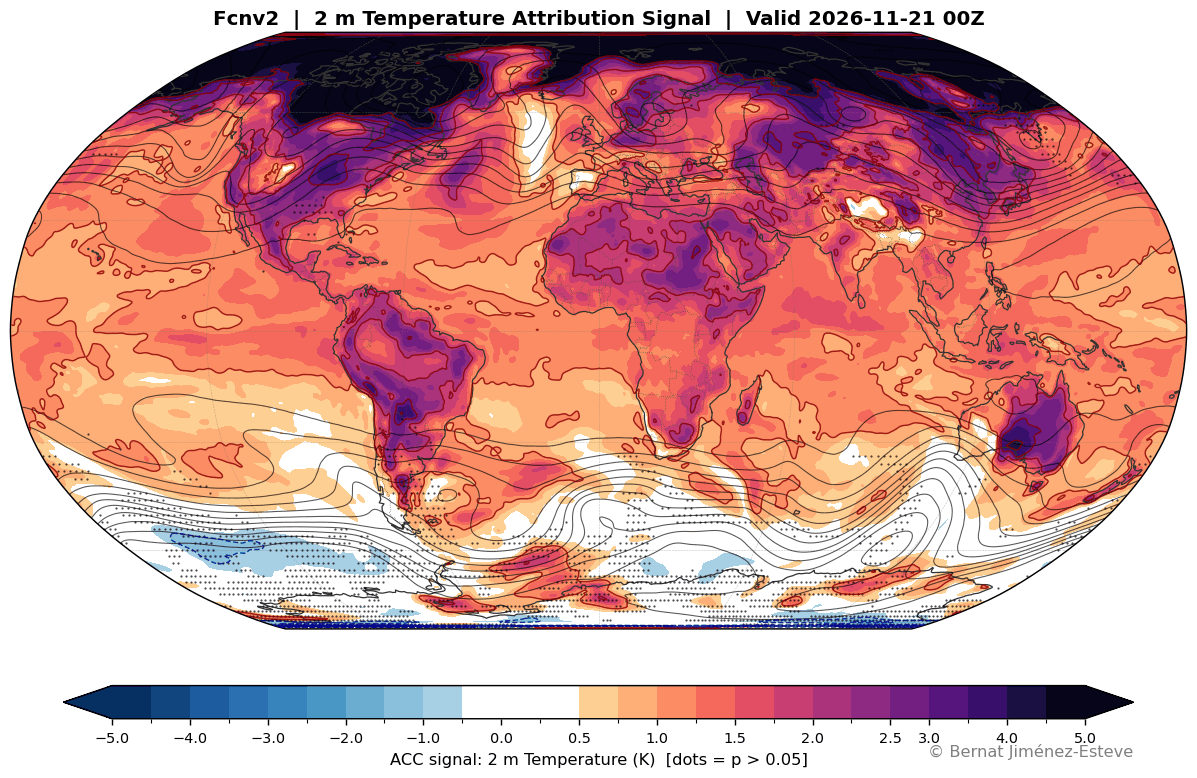 Fcnv2 | 2 m Temperature Attribution Signal | Valid 2026-11-21 00Z
−5.0 −4.0 −3.0 −2.0 −1.0 0.0 0.5 1.0 1.5 2.0 2.5 3.0 4.0 5.0
ACC signal: 2 m Temperature (K) [dots = p > 0.05]
© Bernat Jiménez-Esteve